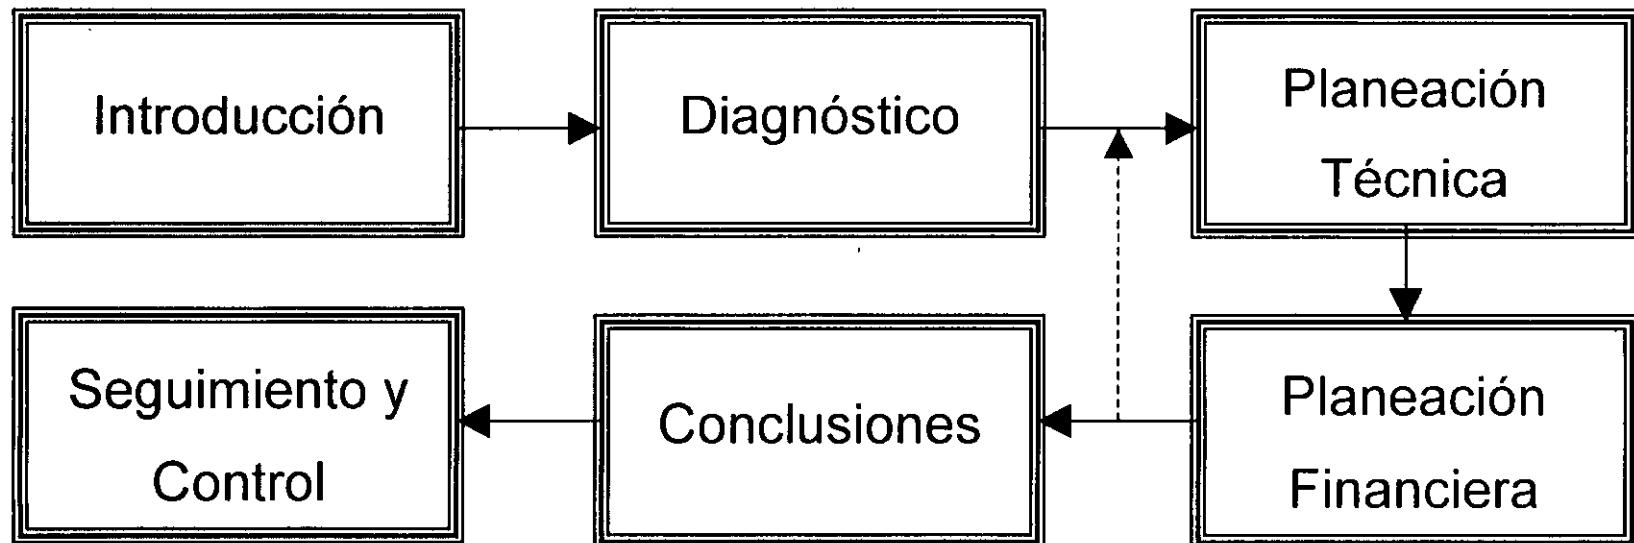 Introducción
Diagnóstico
Planeación
Técnica
Planeación
Financiera
Conclusiones
Seguimiento y
Control